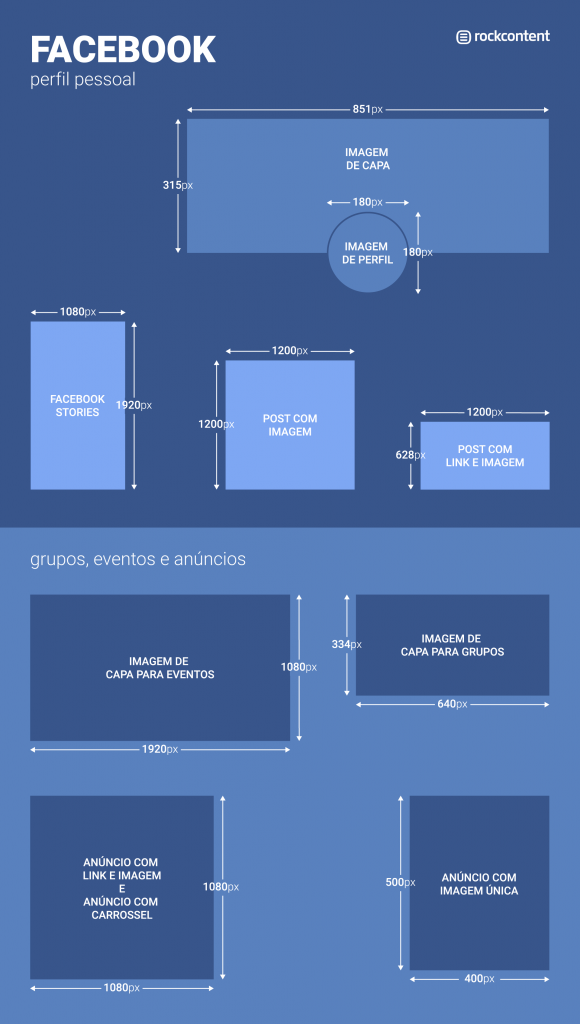 FACEBOOK
rockcontent
perfil pessoal
851px
IMAGEM
DE CAPA
315px
180px
IMAGEM
DE PERFIL
180px
1080px
FACEBOOK
STORIES
1920px
1200px
1200px
POST COM
IMAGEM
1200px
628px
POST COM
LINK E IMAGEM
grupos, eventos e anúncios
IMAGEM DE
CAPA PARA EVENTOS
1080px
1920px
334px
IMAGEM DE
CAPA PARA GRUPOS
640px
ANÚNCIO COM
LINK E IMAGEM
E
ANÚNCIO COM
CARROSSEL
1080px
1080px
500px
ANÚNCIO COM
IMAGEM ÚNICA
400px